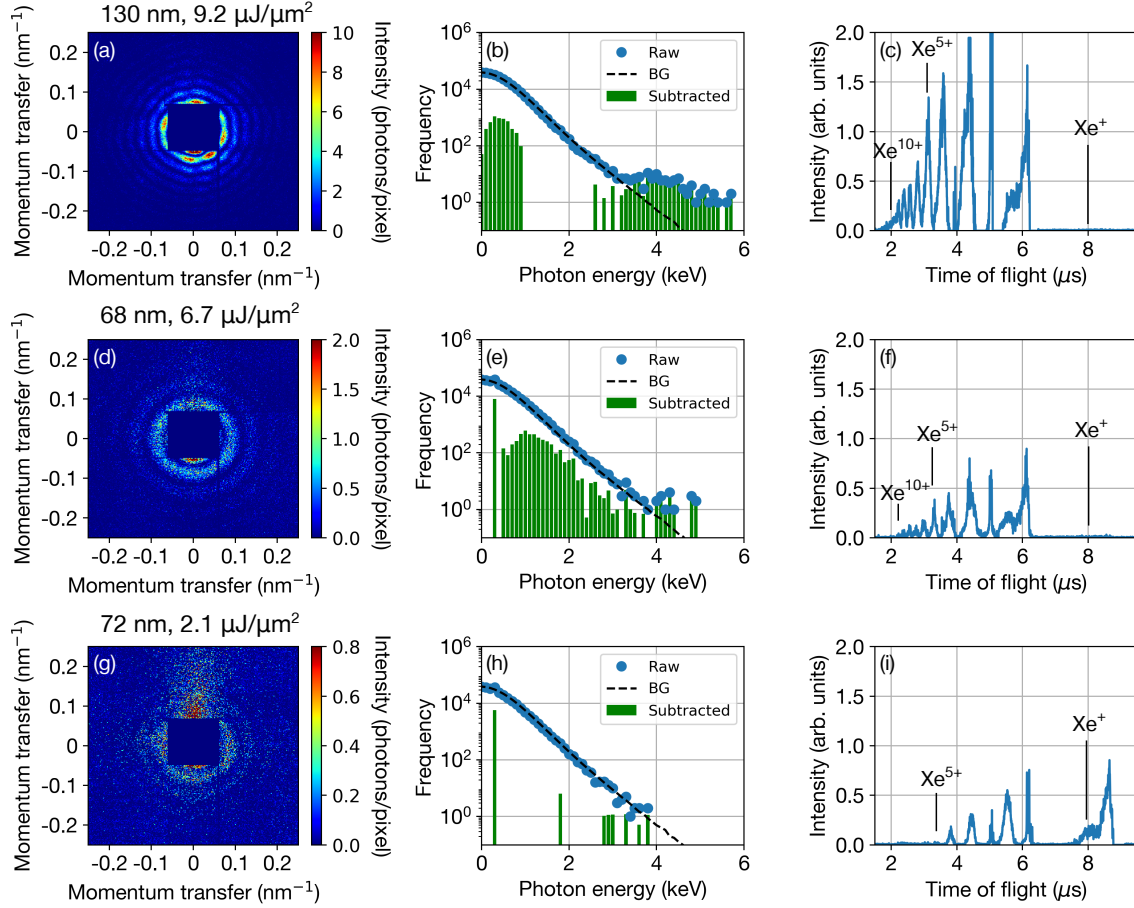 130 nm, 9.2 μJ/μm²
(a)
Momentum transfer (nm⁻¹)
0.2
0.1
0
-0.1
-0.2
-0.2 -0.1 0 0.1 0.2
Momentum transfer (nm⁻¹)
10
8
6
4
2
0
Intensity (photons/pixel)
(b)
Raw
BG
Subtracted
Frequency
10⁶
10⁴
10²
10⁰
0 2 4 6
Photon energy (keV)
(c)
Xe⁵⁺
Xe¹⁰⁺
Xe⁺
Intensity (arb. units)
2.0
1.5
1.0
0.5
0.0
2 4 6 8
Time of flight (μs)
68 nm, 6.7 μJ/μm²
(d)
Momentum transfer (nm⁻¹)
0.2
0.1
0
-0.1
-0.2
-0.2 -0.1 0 0.1 0.2
Momentum transfer (nm⁻¹)
2.0
1.5
1.0
0.5
0.0
Intensity (photons/pixel)
(e)
Raw
BG
Subtracted
Frequency
10⁶
10⁴
10²
10⁰
0 2 4 6
Photon energy (keV)
(f)
Xe⁵⁺
Xe¹⁰⁺
Xe⁺
Intensity (arb. units)
2.0
1.5
1.0
0.5
0.0
2 4 6 8
Time of flight (μs)
72 nm, 2.1 μJ/μm²
(g)
Momentum transfer (nm⁻¹)
0.2
0.1
0
-0.1
-0.2
-0.2 -0.1 0 0.1 0.2
Momentum transfer (nm⁻¹)
0.8
0.6
0.4
0.2
0.0
Intensity (photons/pixel)
(h)
Raw
BG
Subtracted
Frequency
10⁶
10⁴
10²
10⁰
0 2 4 6
Photon energy (keV)
(i)
Xe⁵⁺
Xe⁺
Intensity (arb. units)
2.0
1.5
1.0
0.5
0.0
2 4 6 8
Time of flight (μs)